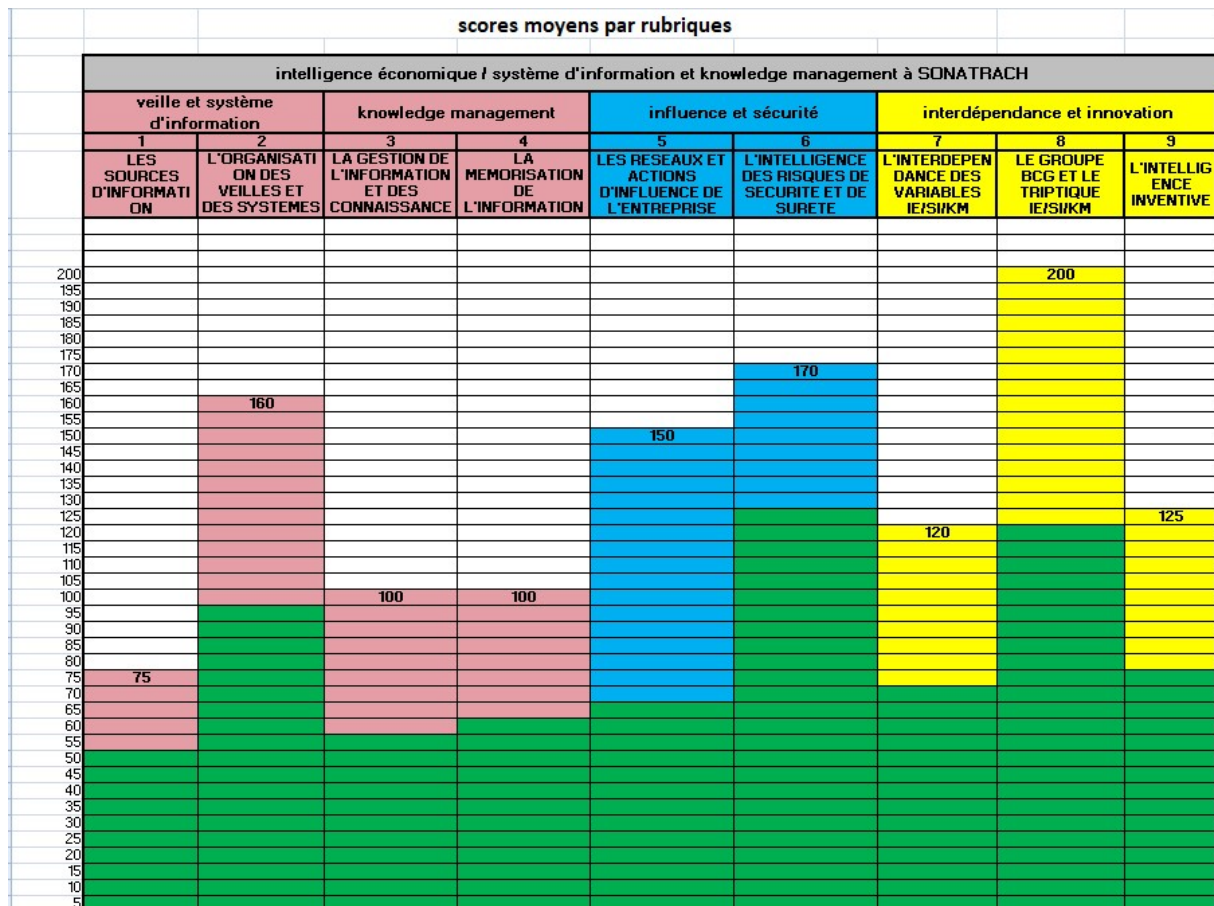 scores moyens par rubriques
intelligence économique / système d'information et knowledge management à SONATRACH
veille et système
d'information
knowledge management
influence et sécurité
interdépendance et innovation
1
2
3
4
5
6
7
8
9
LES
SOURCES
D'INFORMATI
ON
L'ORGANISATI
ON DES
VEILLES ET
DES SYSTEMES
LA GESTION DE
L'INFORMATION
ET DES
CONNAISSANCE
LA
MEMORISATION
DE
L'INFORMATION
LES RESEAUX ET
ACTIONS
D'INFLUENCE DE
L'ENTREPRISE
L'INTELLIGENCE
DES RISQUES DE
SECURITE ET DE
SURETE
L'INTERDEPEN
DANCE DES
VARIABLES
IE/SI/KM
LE GROUPE
BCG ET LE
TRIPTIQUE
IE/SI/KM
L'INTELLIG
ENCE
INVENTIVE
200 200
195
190
185
180
175
170 170
165
160 160
155
150 150
145
140
135
130
125 125
120 120
115
110
105
100 100 100
95
90
85
80
75 75
70
65
60
55
50
45
40
35
30
25
20
15
10
5